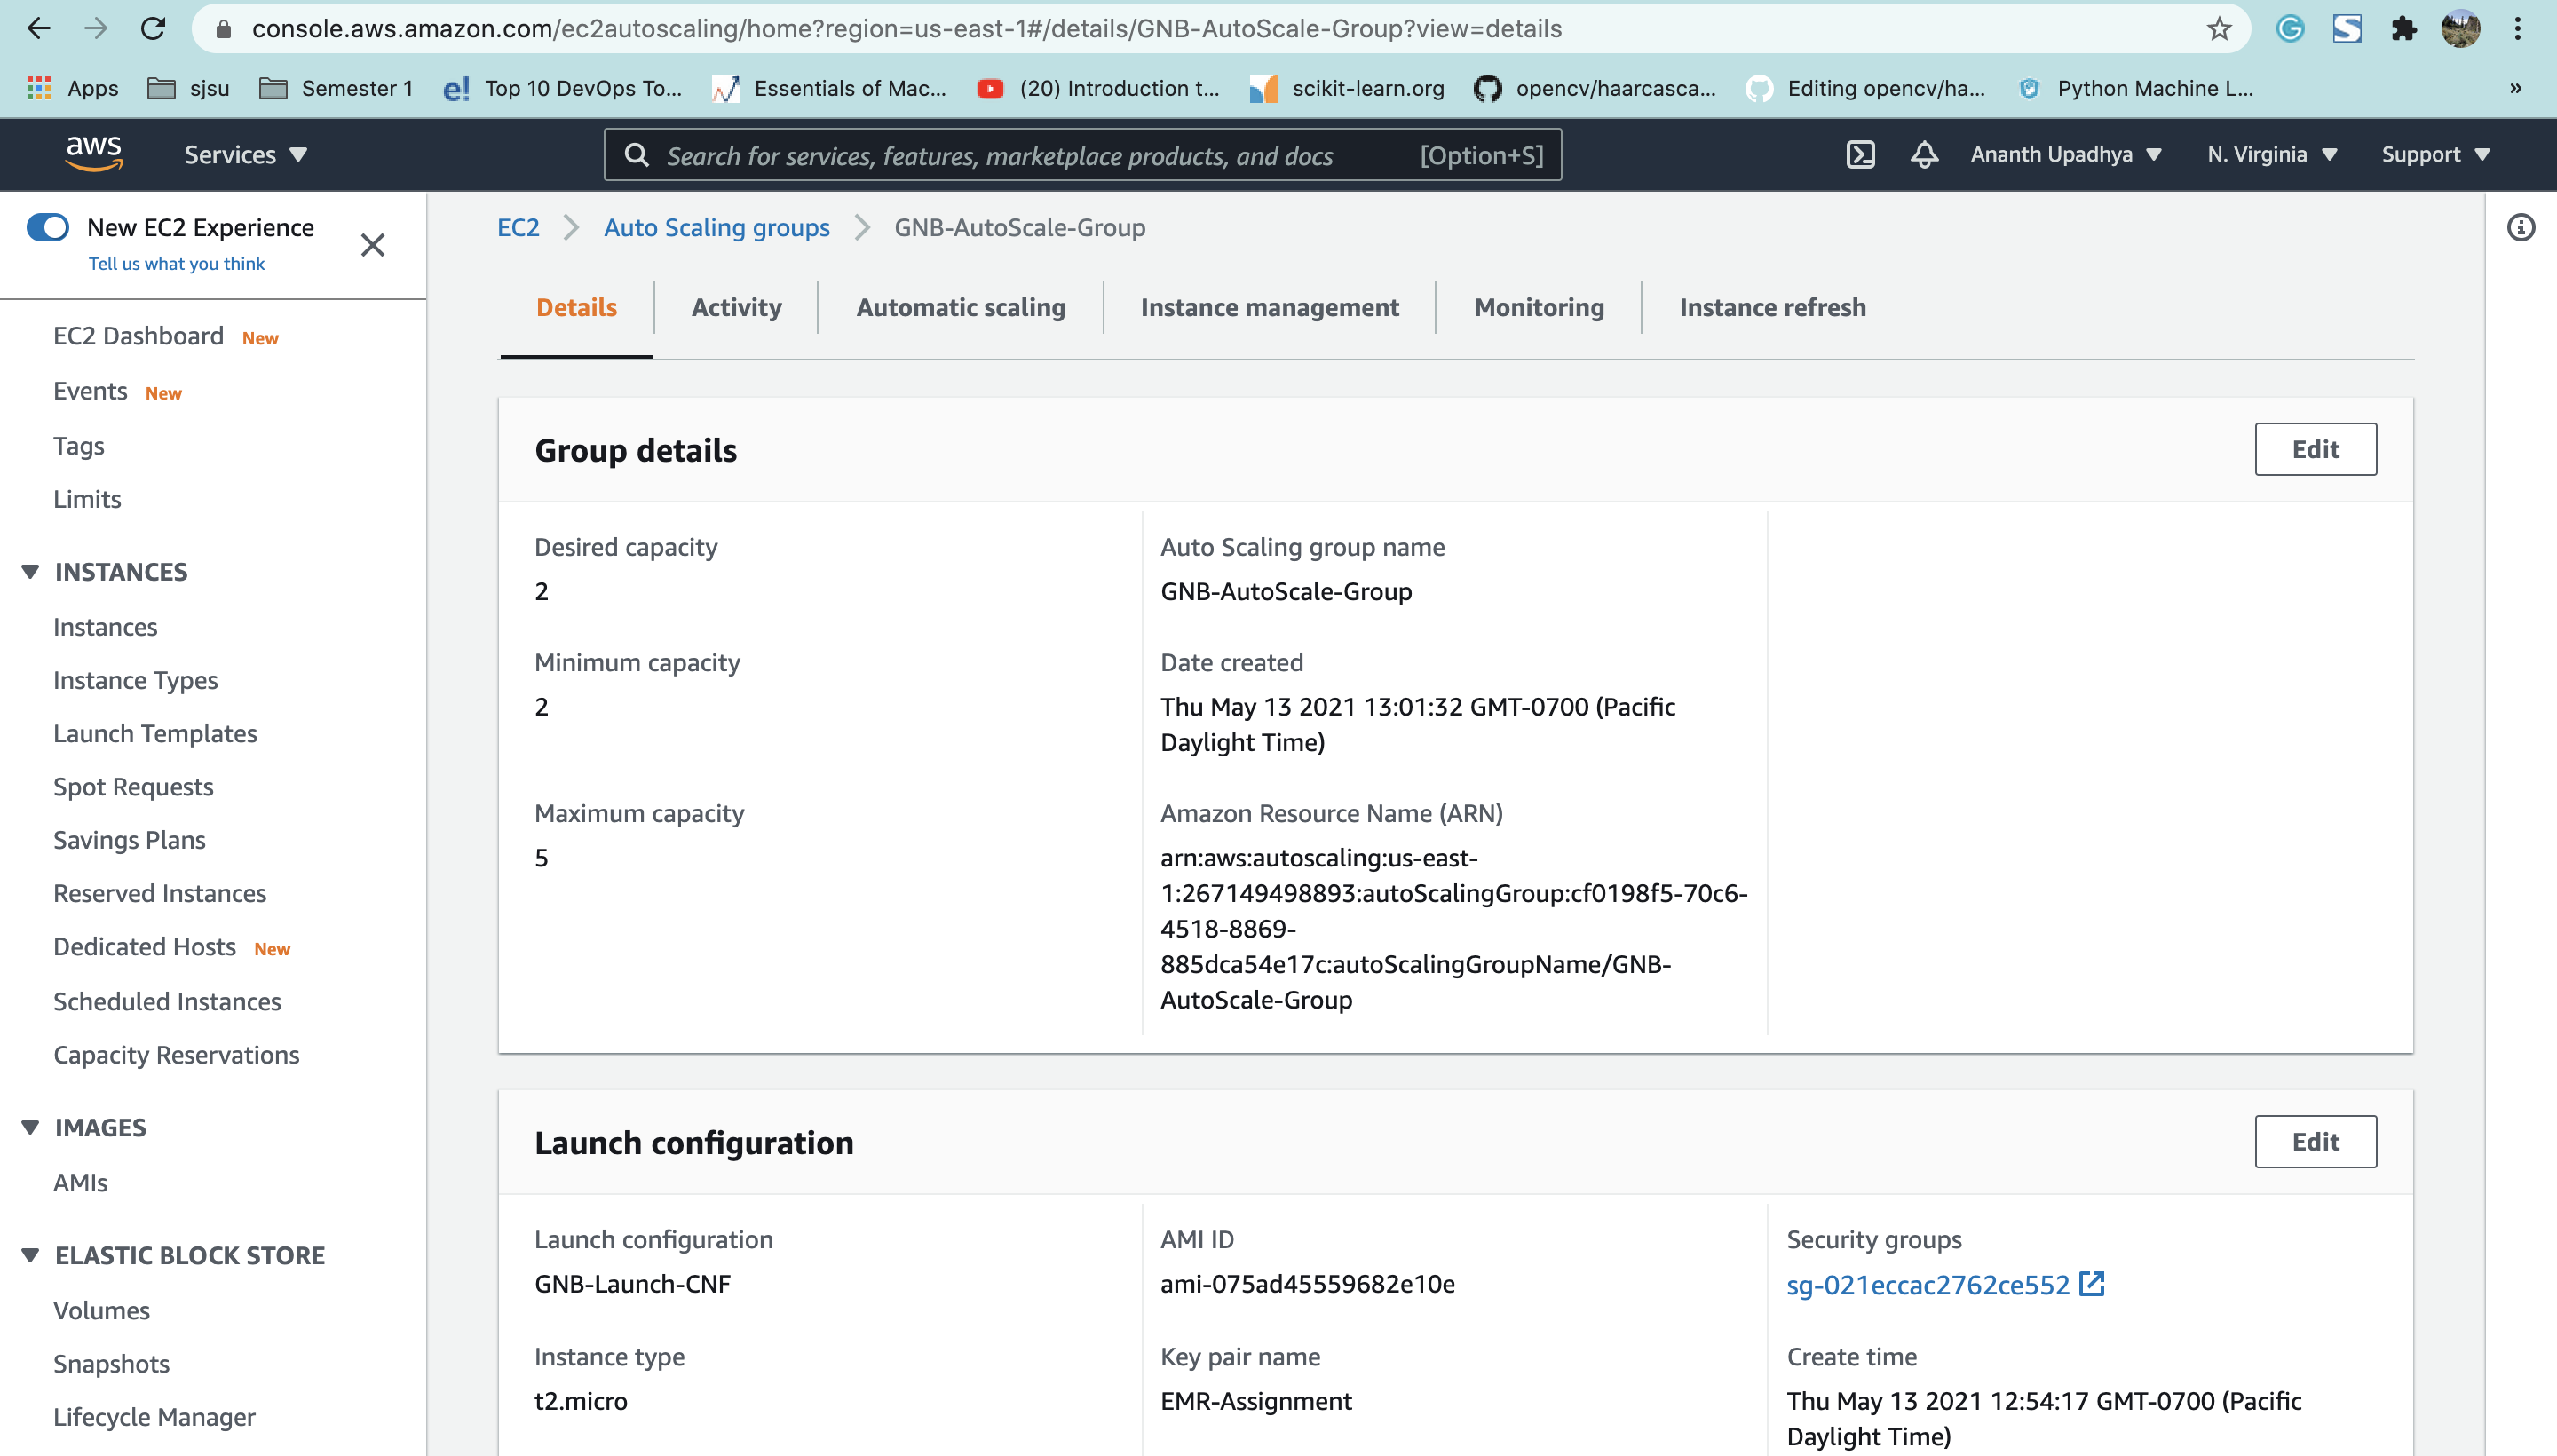 console.aws.amazon.com/ec2autoscaling/home?region=us-east-1#/details/GNB-AutoScale-Group?view=details
Apps
sjsu
Semester 1
e!
Top 10 DevOps To...
Essentials of Mac...
(20) Introduction t...
scikit-learn.org
opencv/haarcasca...
Editing opencv/ha...
Python Machine L...
»
aws
Services
Search for services, features, marketplace products, and docs
[Option+S]
Ananth Upadhya
N. Virginia
Support
New EC2 Experience
Tell us what you think
EC2 Dashboard New
Events New
Tags
Limits
INSTANCES
Instances
Instance Types
Launch Templates
Spot Requests
Savings Plans
Reserved Instances
Dedicated Hosts New
Scheduled Instances
Capacity Reservations
IMAGES
AMIs
ELASTIC BLOCK STORE
Volumes
Snapshots
Lifecycle Manager
EC2
Auto Scaling groups
GNB-AutoScale-Group
Details
Activity
Automatic scaling
Instance management
Monitoring
Instance refresh
Group details
Edit
Desired capacity
2
Minimum capacity
2
Maximum capacity
5
Auto Scaling group name
GNB-AutoScale-Group
Date created
Thu May 13 2021 13:01:32 GMT-0700 (Pacific
Daylight Time)
Amazon Resource Name (ARN)
arn:aws:autoscaling:us-east-
1:267149498893:autoScalingGroup:cf0198f5-70c6-
4518-8869-
885dca54e17c:autoScalingGroupName/GNB-
AutoScale-Group
Launch configuration
Edit
Launch configuration
GNB-Launch-CNF
Instance type
t2.micro
AMI ID
ami-075ad45559682e10e
Key pair name
EMR-Assignment
Security groups
sg-021eccac2762ce552
Create time
Thu May 13 2021 12:54:17 GMT-0700 (Pacific
Daylight Time)